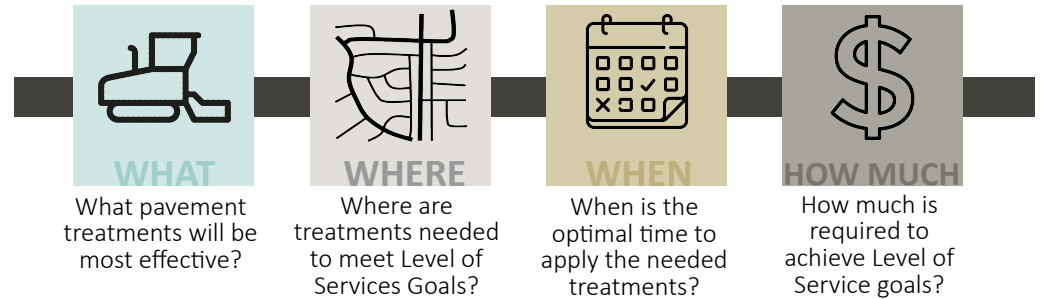 WHAT
What pavement
treatments will be
most effective?
WHERE
Where are
treatments needed
to meet Level of
Services Goals?
WHEN
When is the
optimal time to
apply the needed
treatments?
HOW MUCH
How much is
required to
achieve Level of
Service goals?